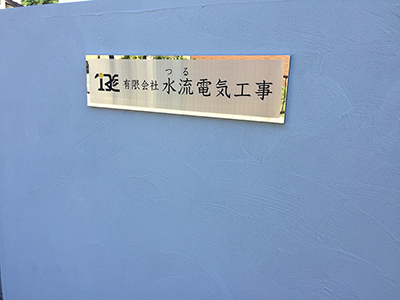 つる
有限会社 水流電気工事